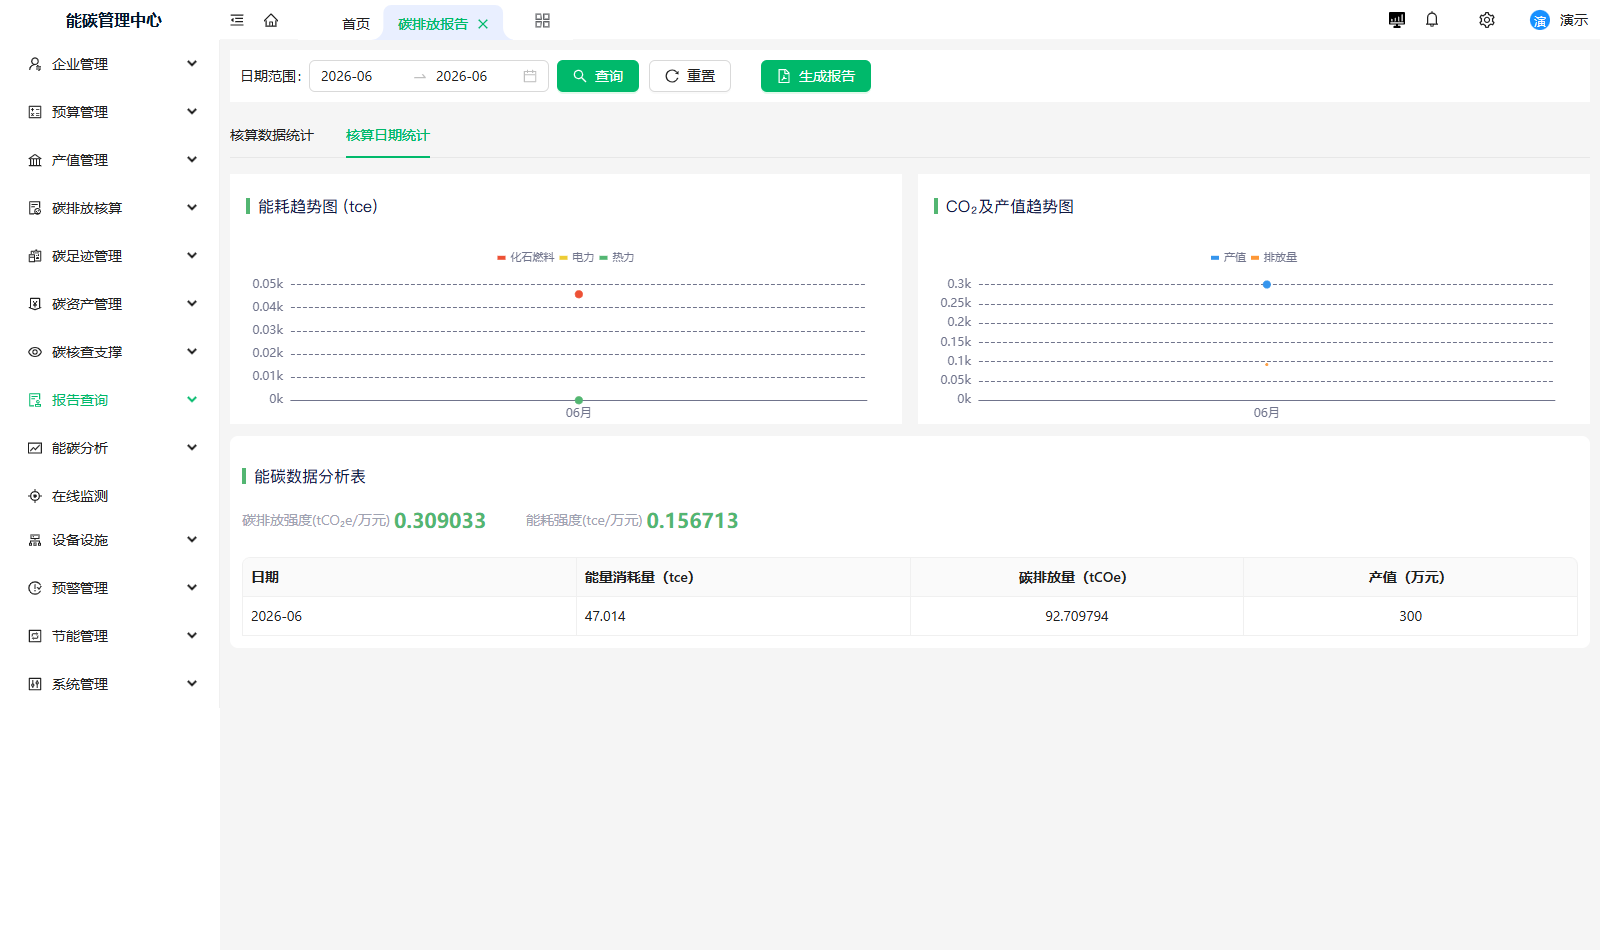 能碳管理中心
首页
碳排放报告
演
演示
企业管理
预算管理
产值管理
碳排放核算
碳足迹管理
碳资产管理
碳核查支撑
报告查询
能碳分析
在线监测
设备设施
预警管理
节能管理
系统管理
日期范围: 2026-06 → 2026-06 查询 重置 生成报告
核算数据统计 核算日期统计
能耗趋势图 (tce)
化石燃料 电力 热力
0.05k
0.04k
0.03k
0.02k
0.01k
0k
06月
CO₂及产值趋势图
产值 排放量
0.3k
0.25k
0.2k
0.15k
0.1k
0.05k
0k
06月
能碳数据分析表
碳排放强度(tCO₂e/万元) 0.309033 能耗强度(tce/万元) 0.156713
日期 能量消耗量（tce） 碳排放量（tCOe） 产值（万元）
2026-06 47.014 92.709794 300